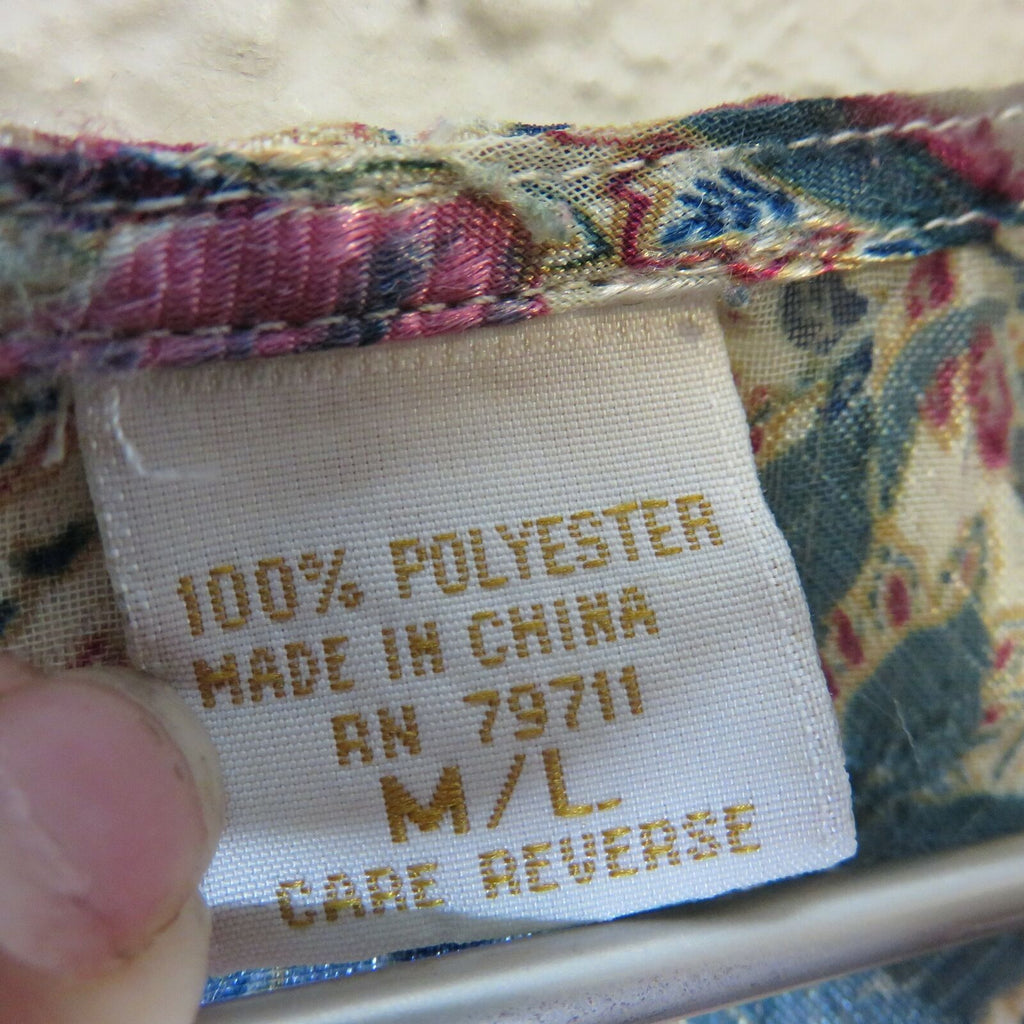 100% POLYESTER
MADE IN CHINA
RN 79711
M/L
CARE REVERSE